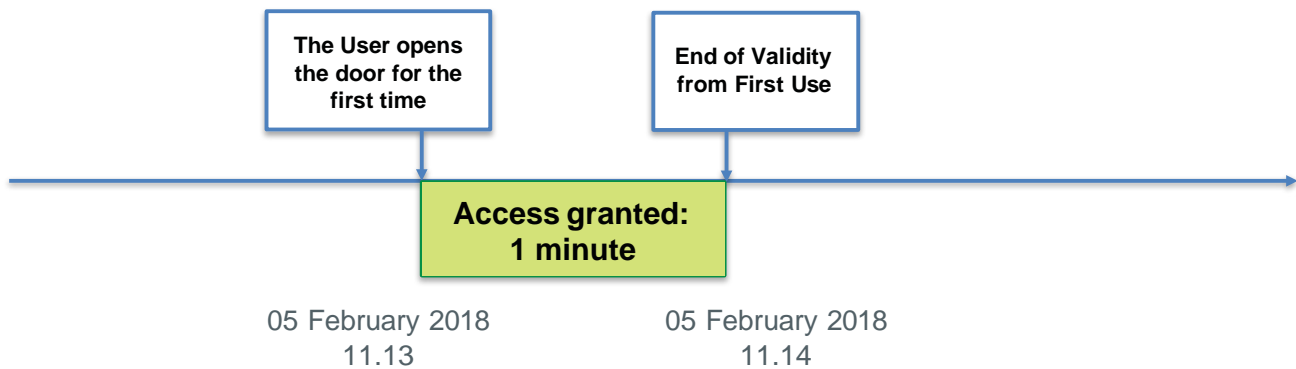 The User opens
the door for the
first time
End of Validity
from First Use
Access granted:
1 minute
05 February 2018
11.13
05 February 2018
11.14